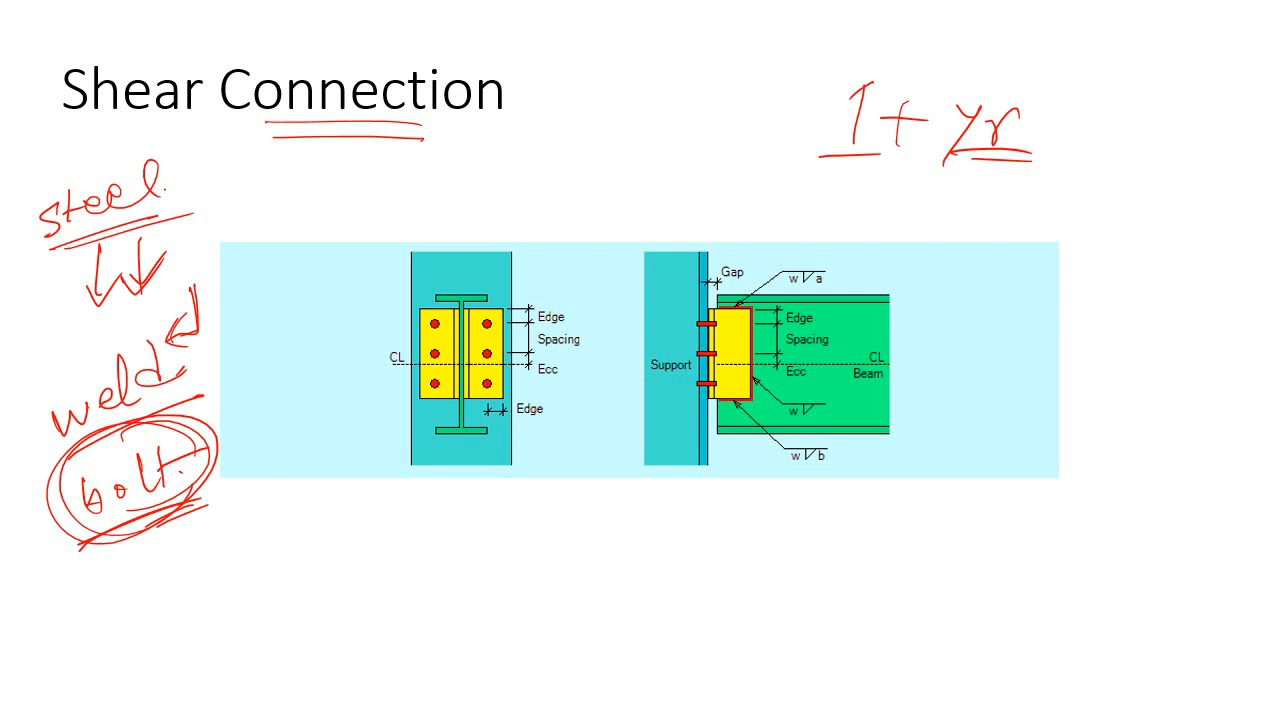 Shear Connection
1+ yr
steel.
weld
bolt.
CL
Edge
Spacing
Ecc
Edge
Support
Gap
w a
Edge
Spacing
Ecc
CL
Beam
w
w b